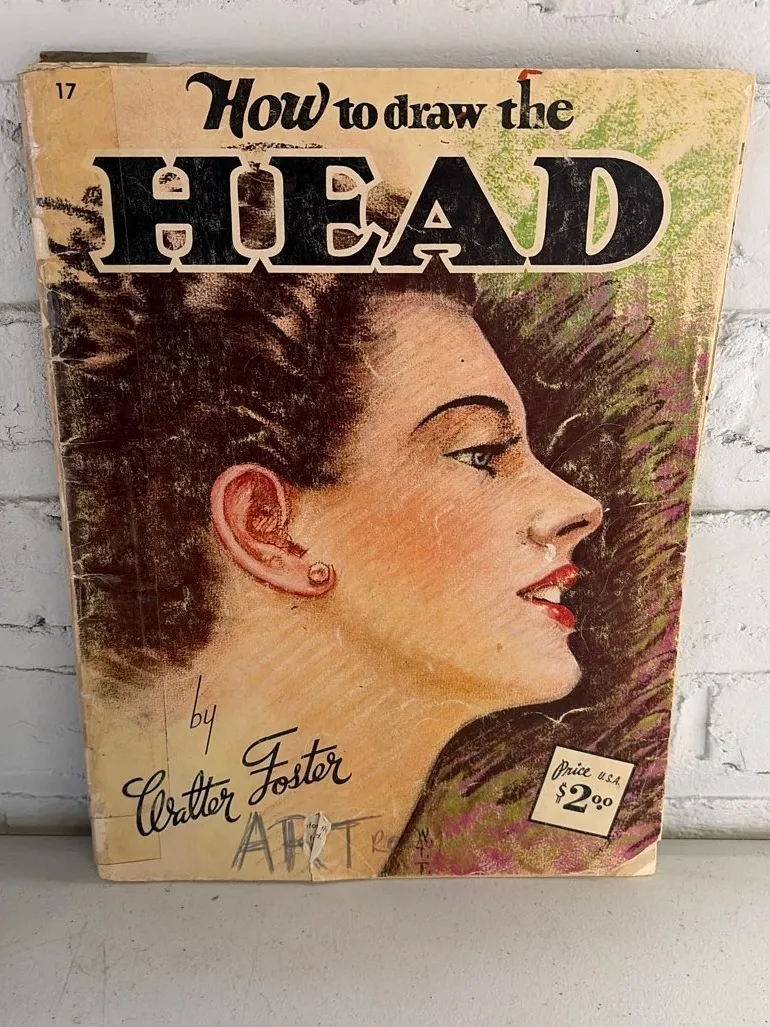 17
How to draw the
HEAD
by
Walter Foster
Price U.S.A.
$2.00
ART